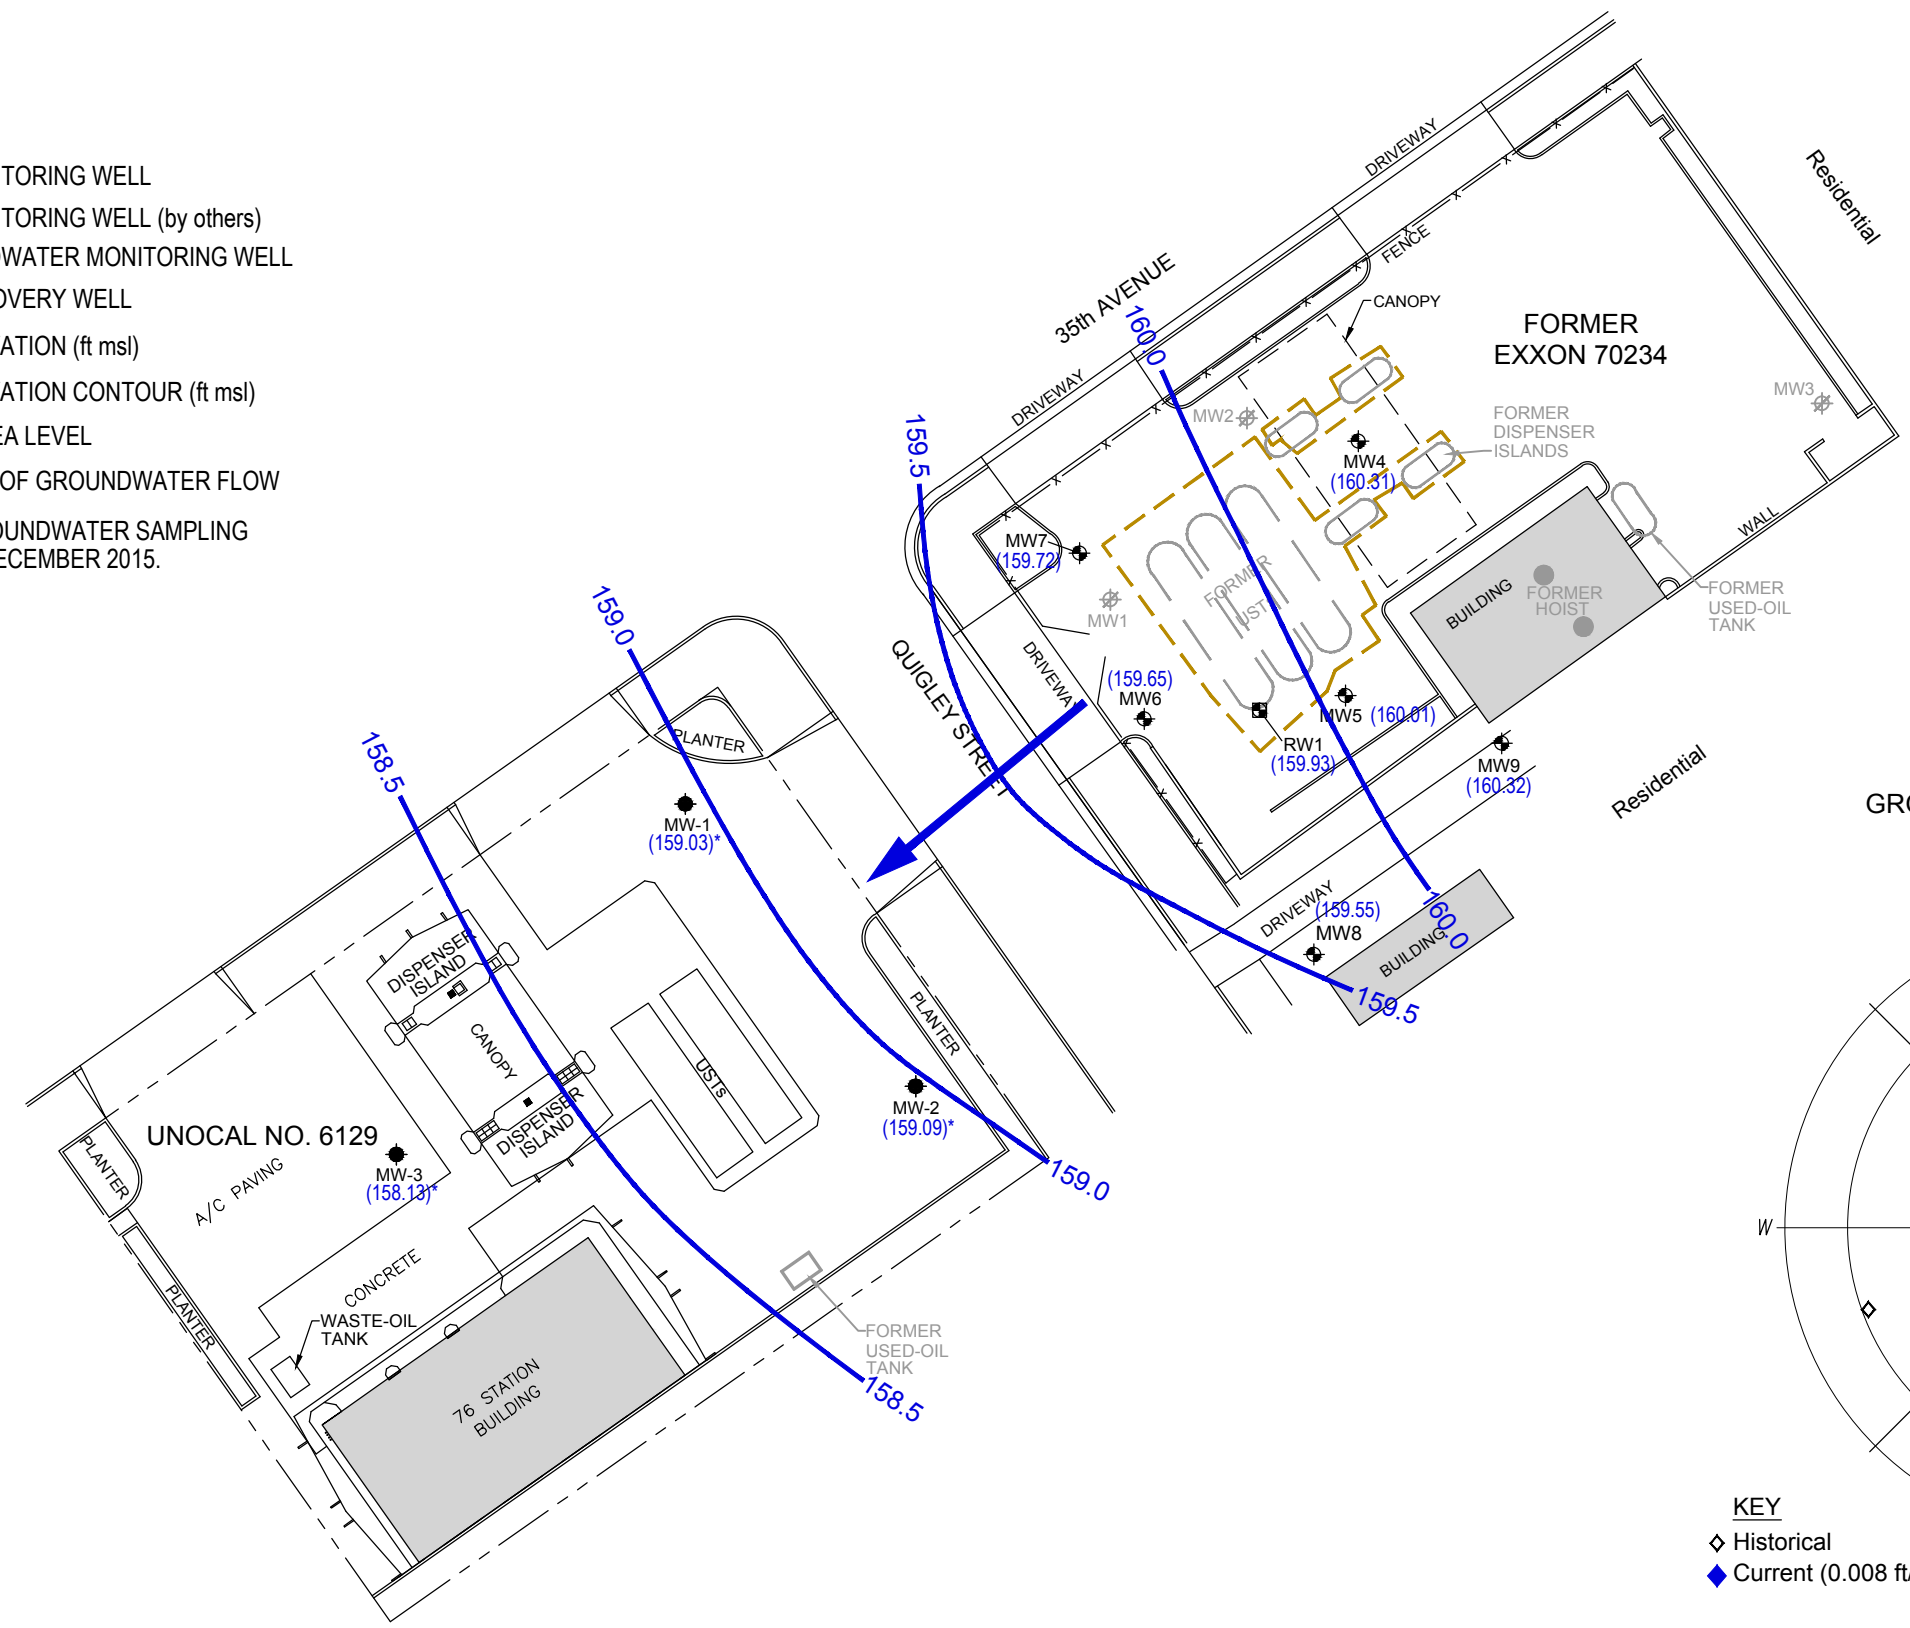 TORING WELL
TORING WELL (by others)
WATER MONITORING WELL
OVERY WELL
ATION (ft msl)
ATION CONTOUR (ft msl)
EA LEVEL
OF GROUNDWATER FLOW
UNDWATER SAMPLING
ECEMBER 2015.
DRIVEWAY
Residential
FENCE
35th AVENUE
CANOPY
160.0
FORMER
EXXON 70234
DRIVEWAY
MW2
MW3
FORMER
DISPENSER
ISLANDS
159.5
MW4
(160.31)
WALL
MW7
(159.72)
FORMER
USTs
MW1
BUILDING
FORMER
HOIST
FORMER
USED-OIL
TANK
159.0
QUIGLEY STREET
DRIVEWAY
(159.65)
MW6
MW5 (160.01)
RW1
(159.93)
MW9
(160.32)
Residential
PLANTER
158.5
GRO
MW-1
(159.03)*
DRIVEWAY
(159.55)
MW8
BUILDING
160.0
159.5
DISPENSER
ISLAND
CANOPY
PLANTER
USTs
DISPENSER
ISLAND
MW-2
(159.09)*
UNOCAL NO. 6129
PLANTER
A/C PAVING
MW-3
(158.13)*
159.0
W
CONCRETE
PLANTER
WASTE-OIL
TANK
FORMER
USED-OIL
TANK
158.5
76 STATION
BUILDING
KEY
Historical
Current (0.008 ft/